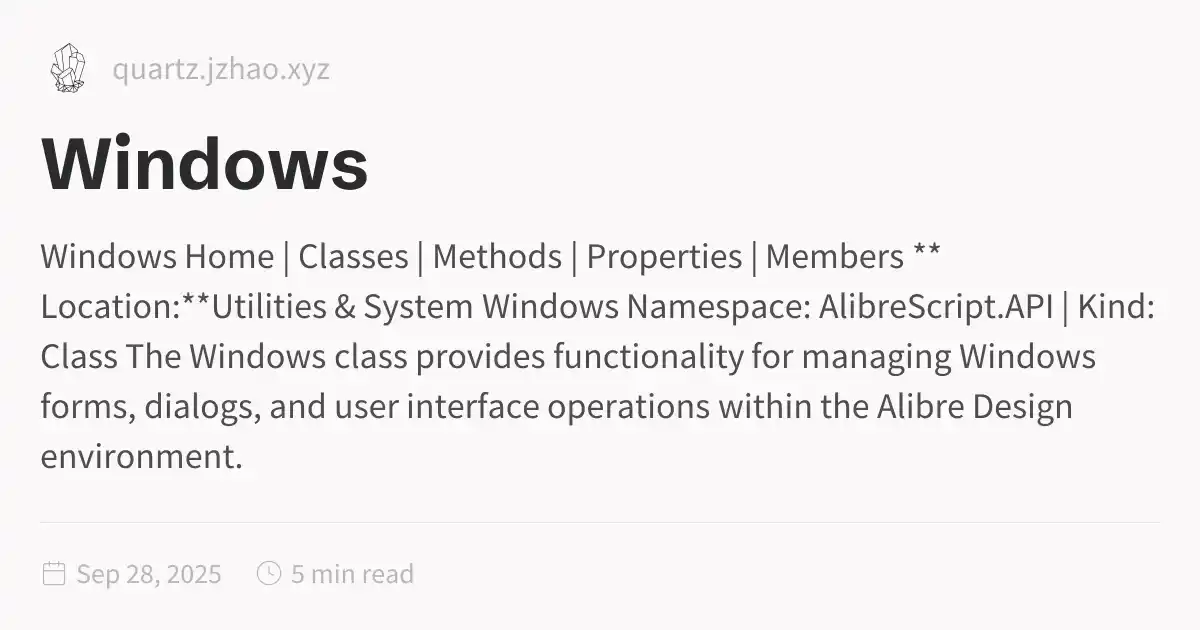 quartz.jzhao.xyz
Windows
Windows Home | Classes | Methods | Properties | Members **
Location:**Utilities & System Windows Namespace: AlibreScript.API | Kind:
Class The Windows class provides functionality for managing Windows
forms, dialogs, and user interface operations within the Alibre Design
environment.
Sep 28, 2025 5 min read